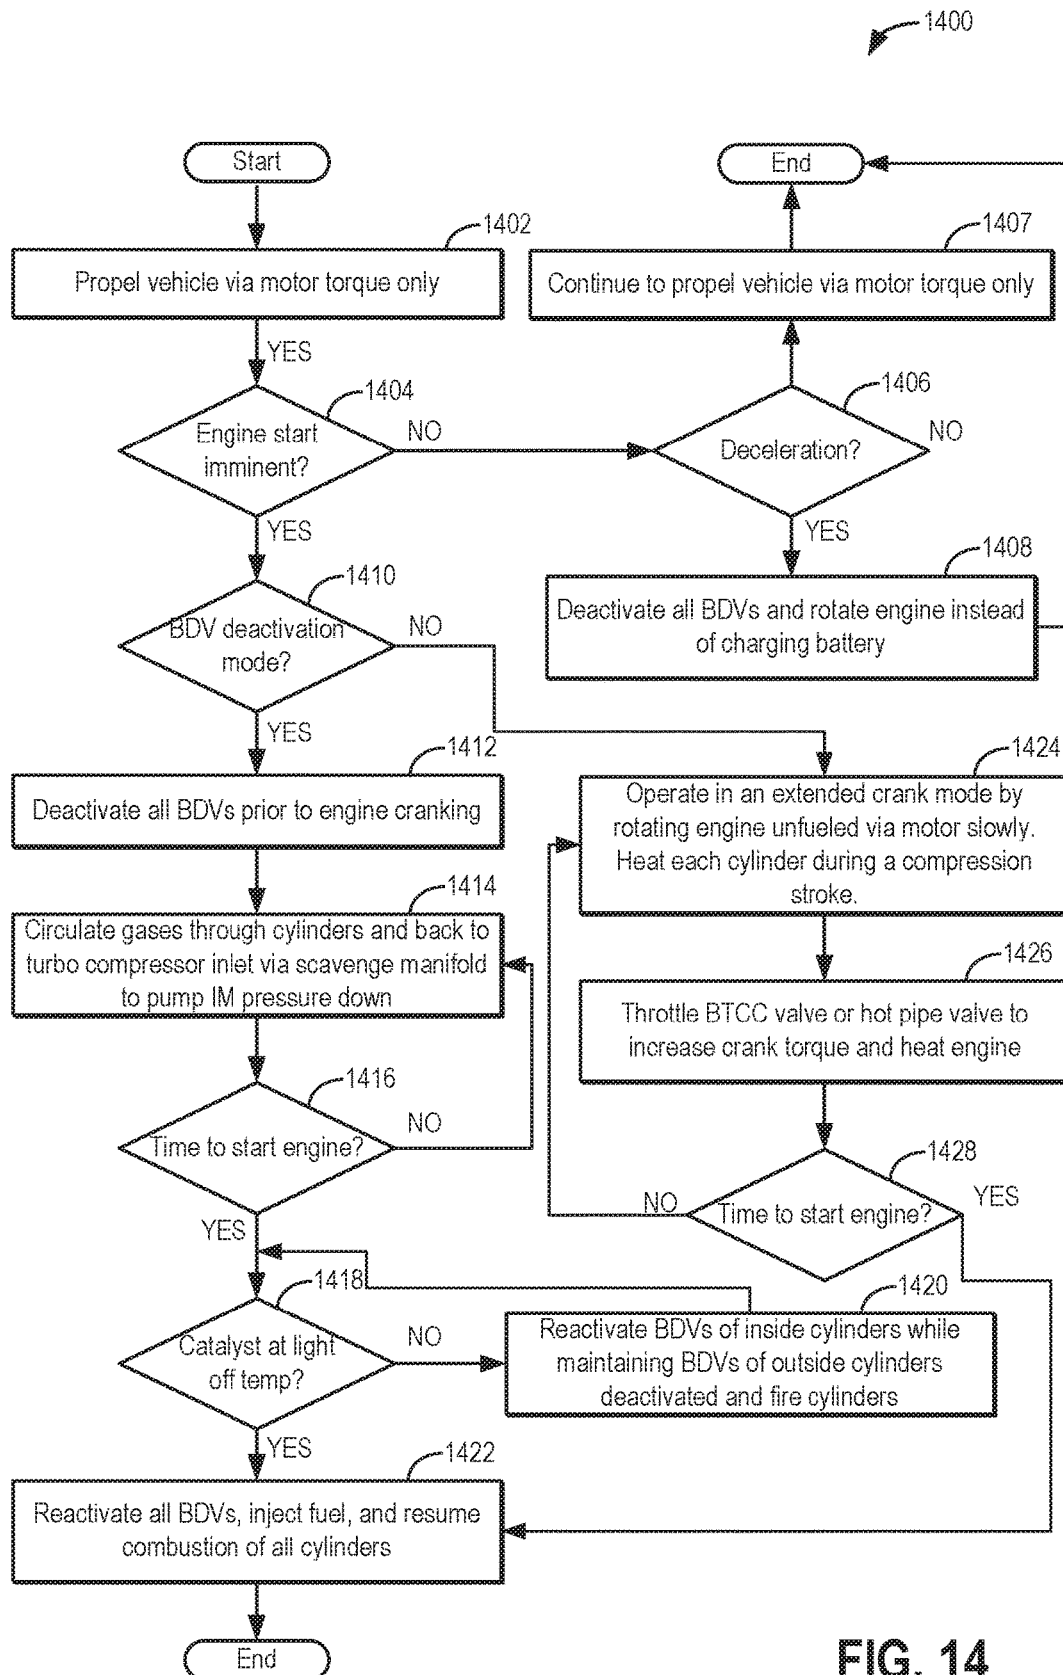 1400
Start
End
1402
1407
Propel vehicle via motor torque only
Continue to propel vehicle via motor torque only
YES
1404
1406
Engine start
imminent?
NO
Deceleration?
NO
YES
YES
1408
1410
Deactivate all BDVs and rotate engine instead
of charging battery
BDV deactivation
mode?
NO
YES
1412
1424
Deactivate all BDVs prior to engine cranking
Operate in an extended crank mode by
rotating engine unfueled via motor slowly.
Heat each cylinder during a compression
stroke.
1414
Circulate gases through cylinders and back to
turbo compressor inlet via scavenge manifold
to pump IM pressure down
1426
Throttle BTCC valve or hot pipe valve to
increase crank torque and heat engine
1416
Time to start engine?
NO
1428
Time to start engine?
NO
YES
YES
1418
1420
Catalyst at light
off temp?
NO
Reactivate BDVs of inside cylinders while
maintaining BDVs of outside cylinders
deactivated and fire cylinders
YES
1422
Reactivate all BDVs, inject fuel, and resume
combustion of all cylinders
End
FIG. 14